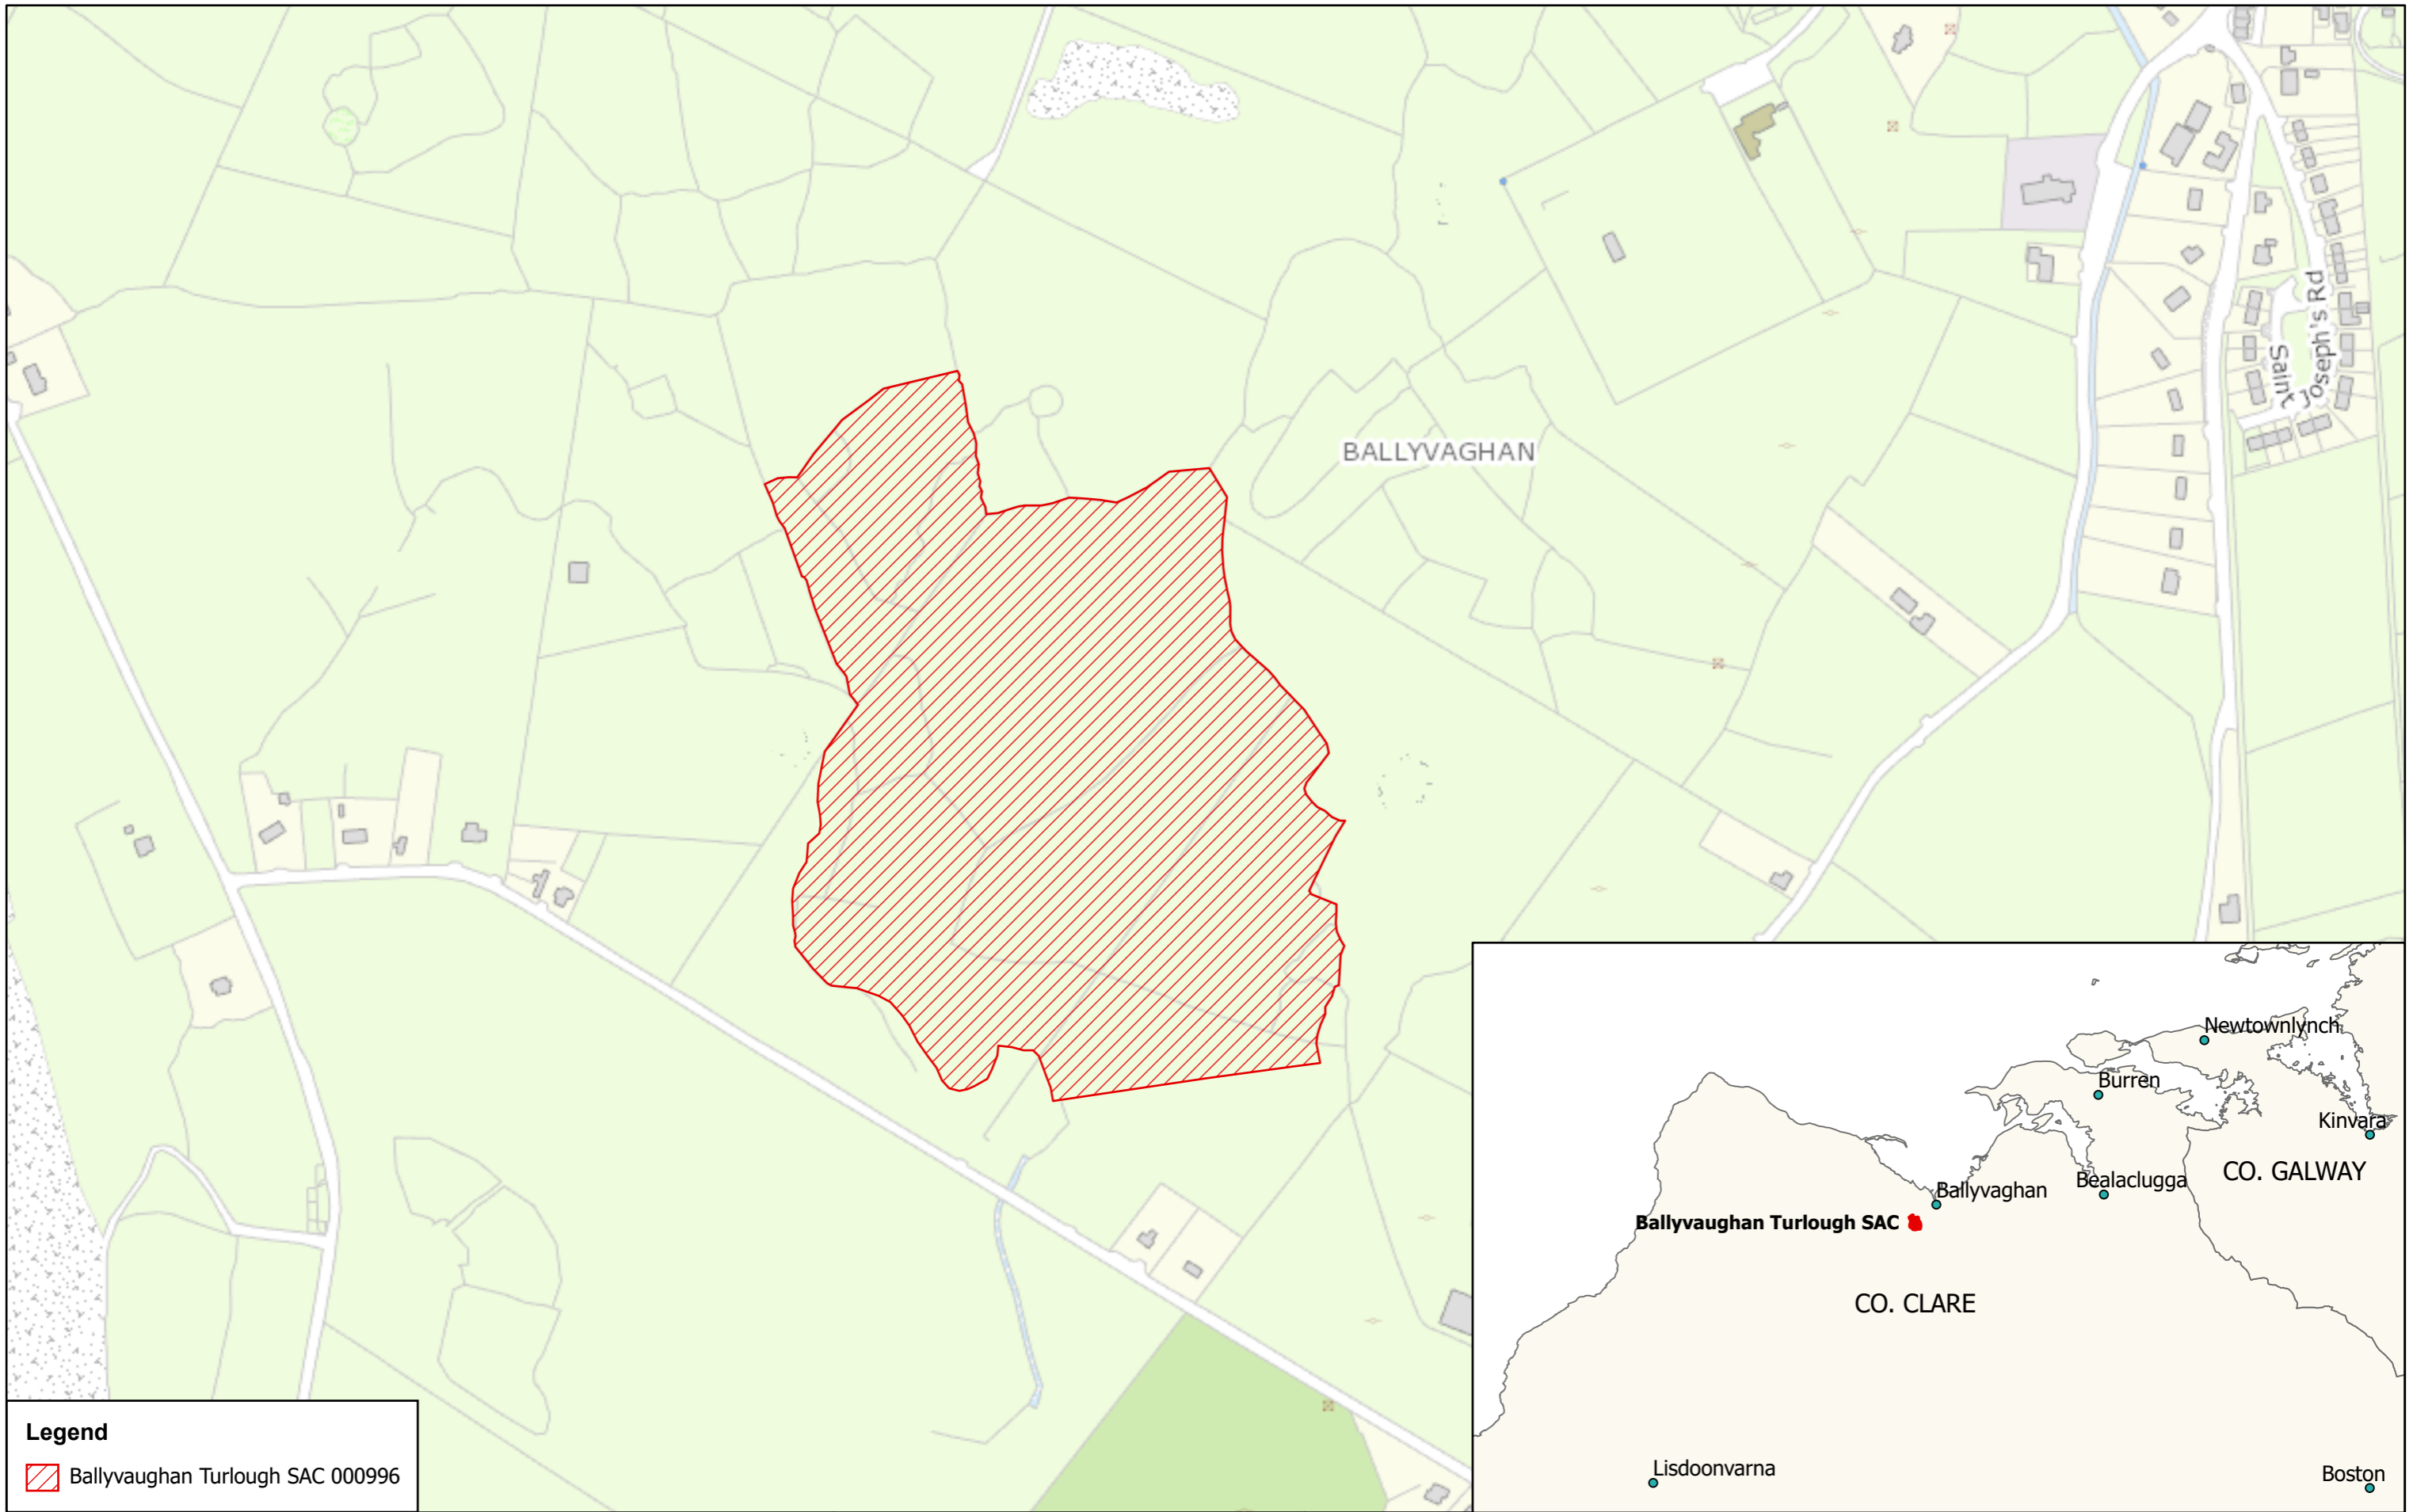 BALLYVAGHAN
Saint
Joseph's Rd
Newtownlynch
Burren
Kinvara
CO. GALWAY
Bealaclugga
Ballyvaghan
Ballyvaughan Turlough SAC
CO. CLARE
Lisdoonvarna
Boston
Legend
Ballyvaughan Turlough SAC 000996